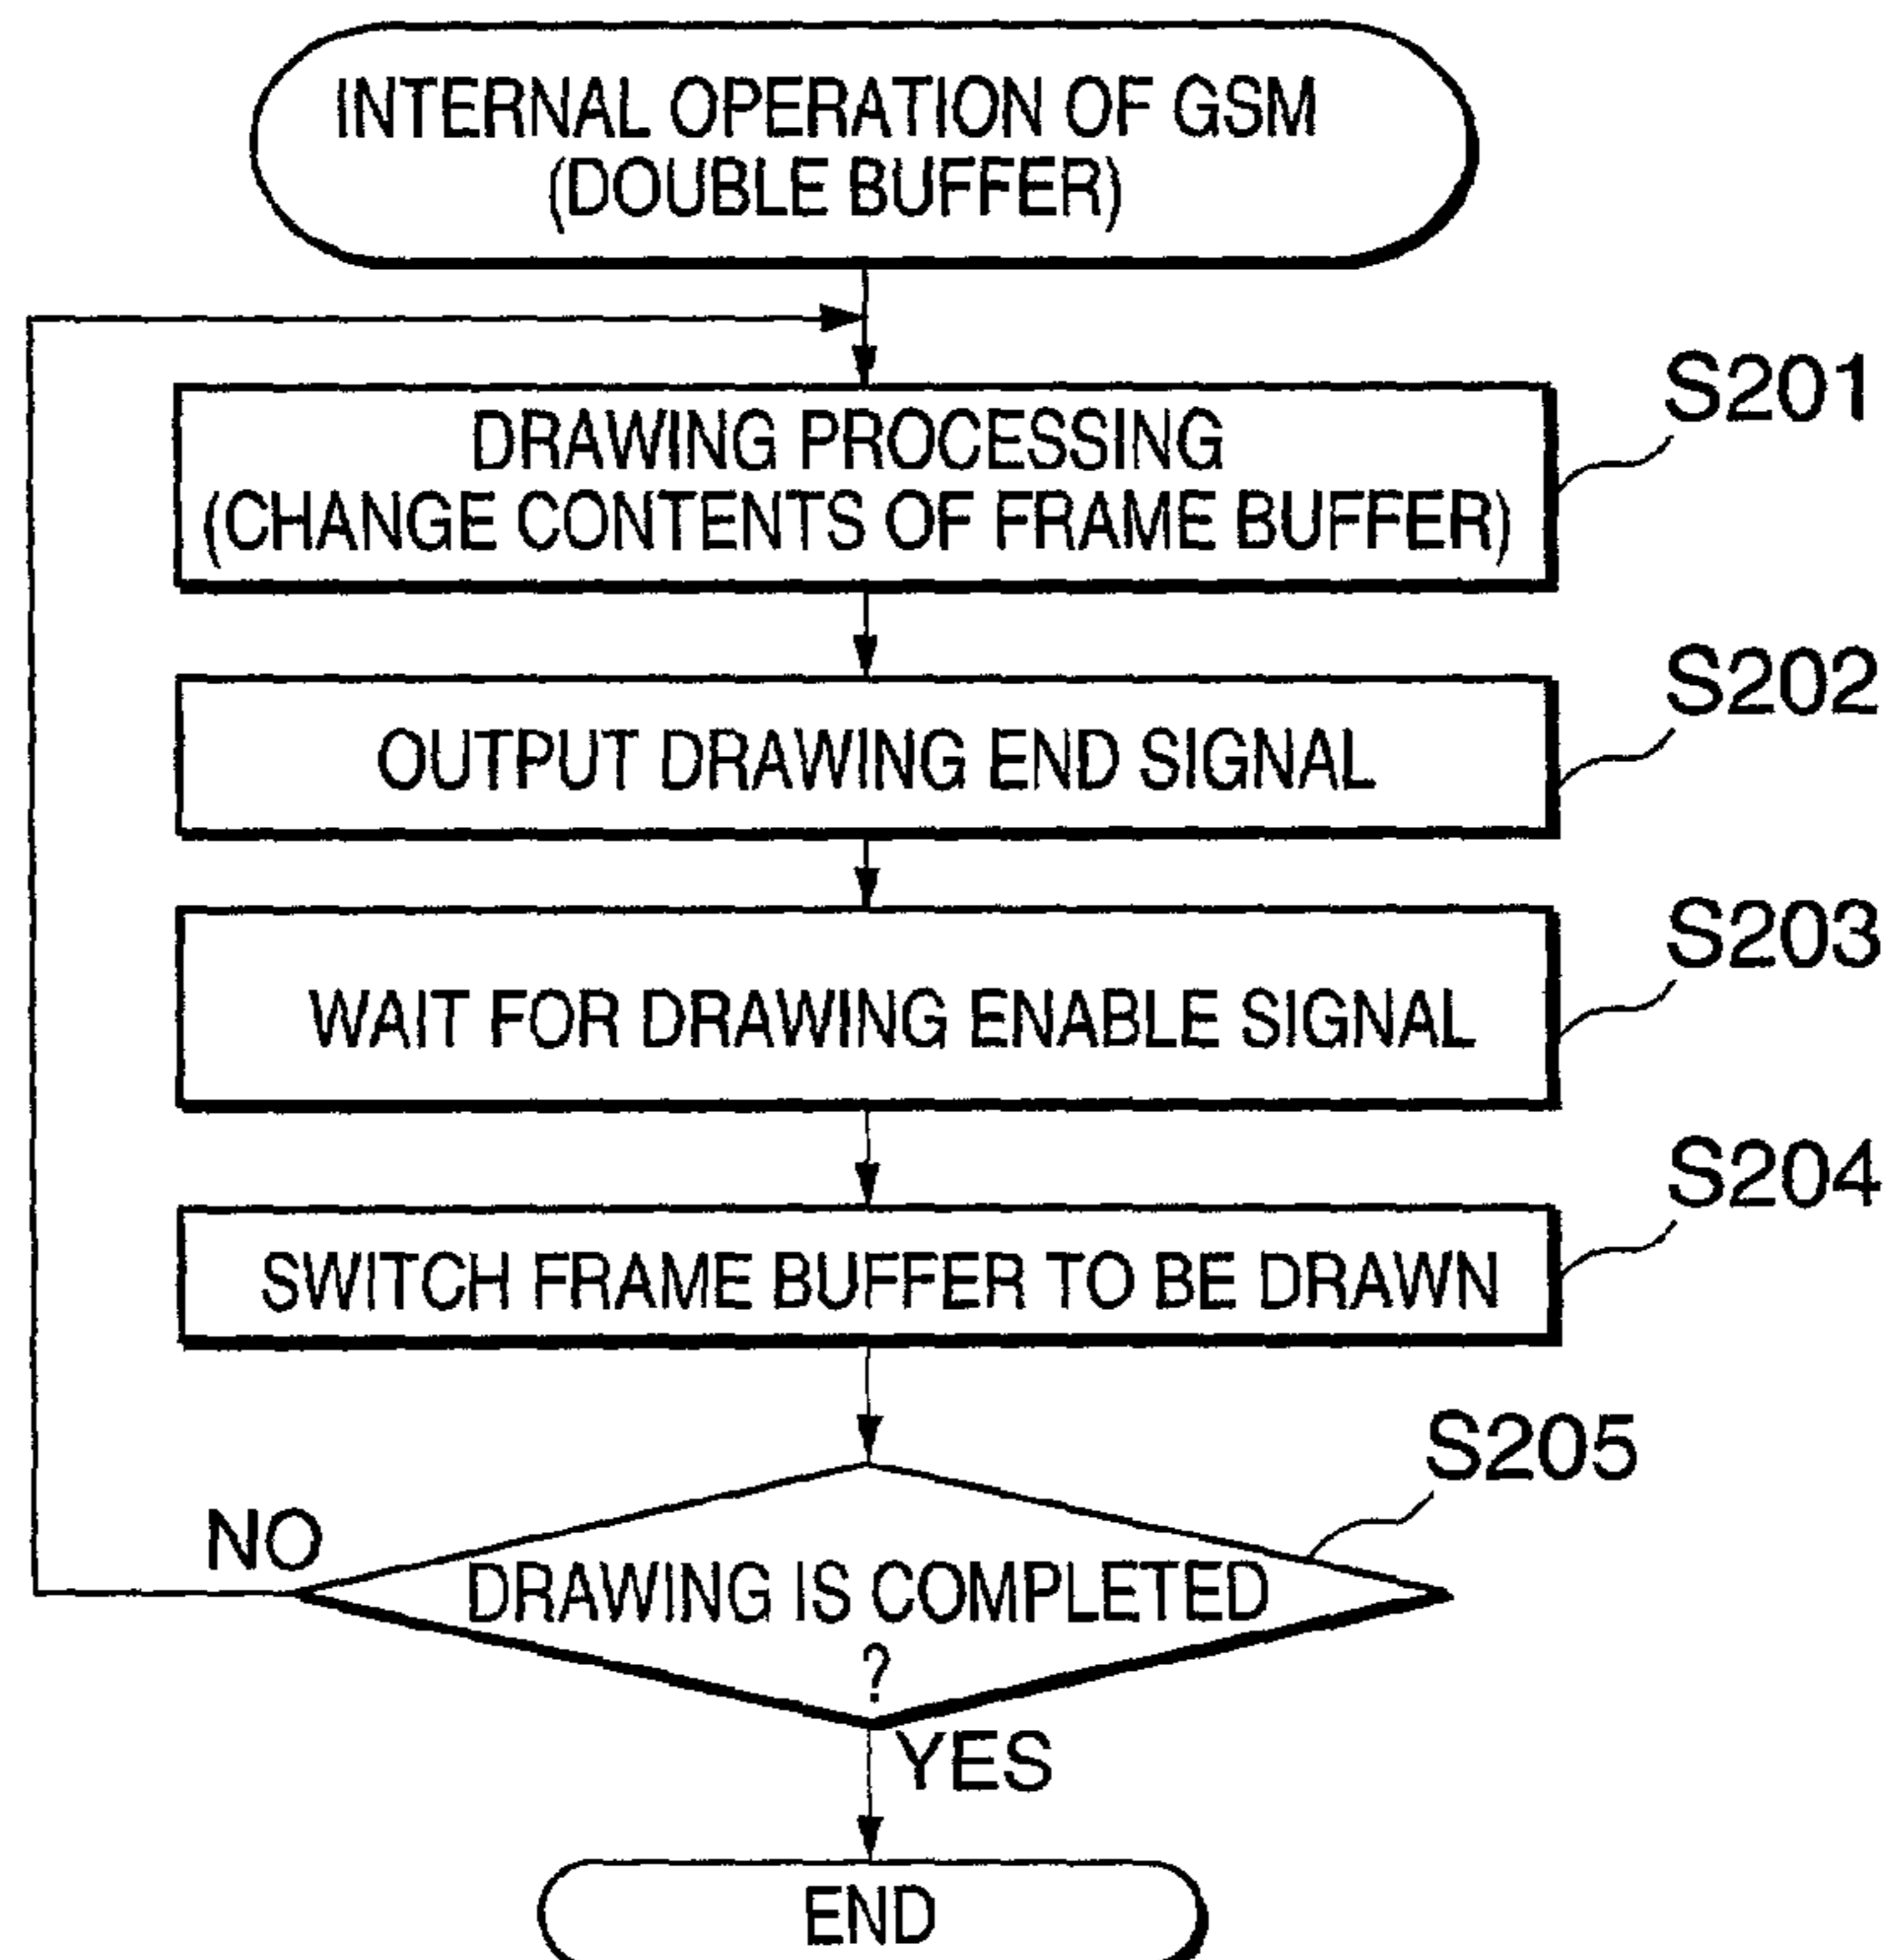 INTERNAL OPERATION OF GSM
(DOUBLE BUFFER)
S201
DRAWING PROCESSING
(CHANGE CONTENTS OF FRAME BUFFER)
S202
OUTPUT DRAWING END SIGNAL
S203
WAIT FOR DRAWING ENABLE SIGNAL
S204
SWITCH FRAME BUFFER TO BE DRAWN
S205
NO
DRAWING IS COMPLETED
?
YES
END